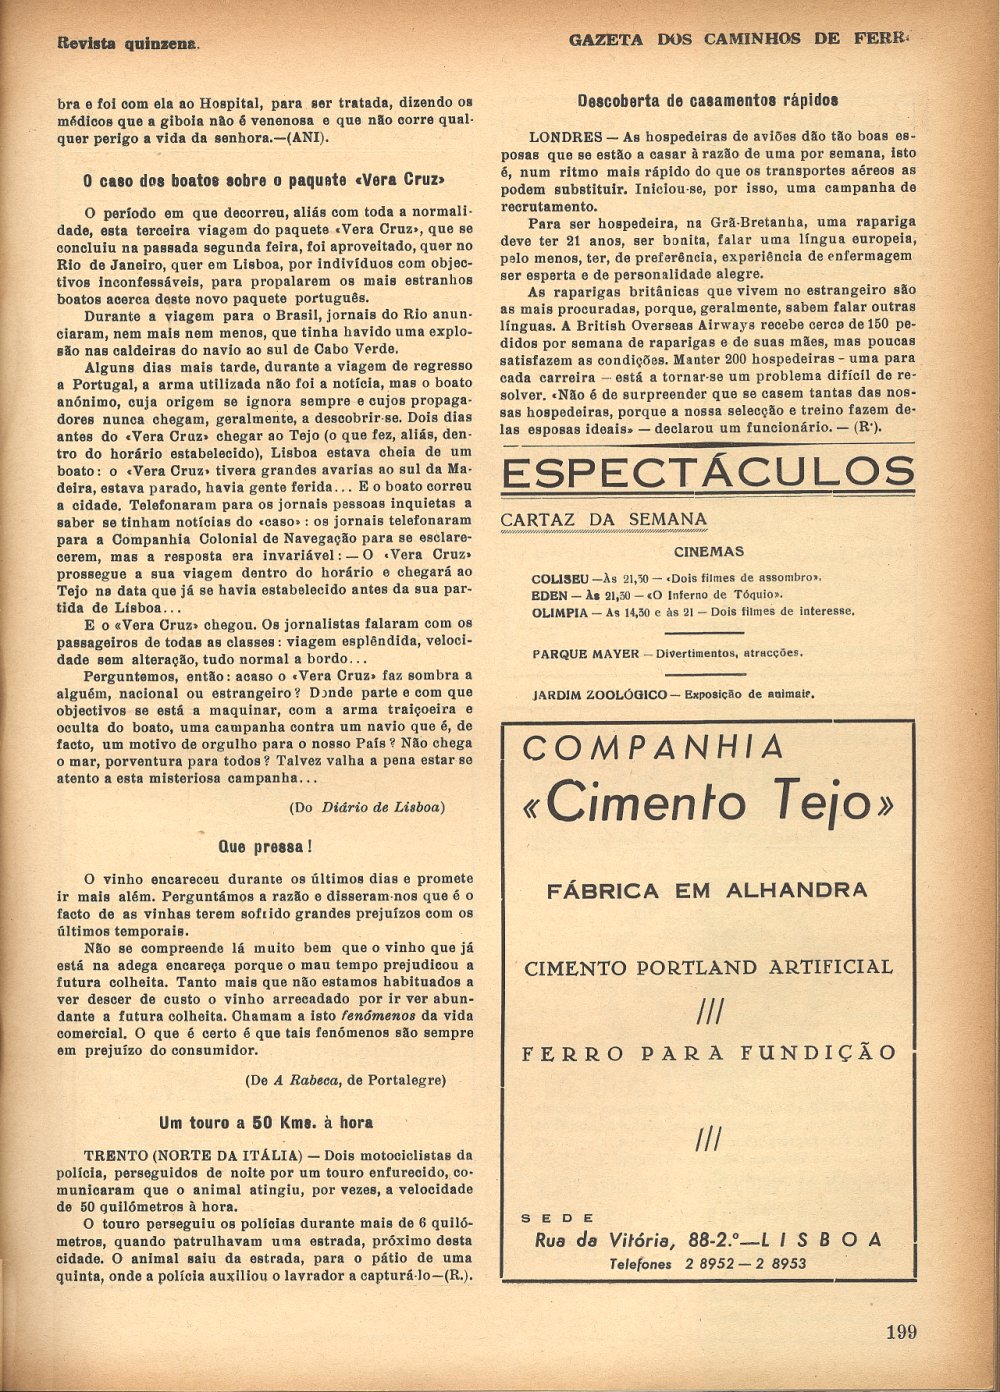 Revista quinzena.
GAZETA DOS CAMINHOS DE FERR
bra e foi com ela ao Hospital, para ser tratada, dizendo os
médicos que a giboia não é venenosa e que não corre qual-
quer perigo a vida da senhora.—(ANI).
O caso dos boatos sobre o paquete «Vera Cruz»
O período em que decorreu, aliás com toda a normali-
dade, esta terceira viagem do paquete «Vera Cruz», que se
concluiu na passada segunda feira, foi aproveitado, quer no
Rio de Janeiro, quer em Lisboa, por indivíduos com objec-
tivos inconfessáveis, para propalarem os mais estranhos
boatos acerca deste novo paquete português.
Durante a viagem para o Brasil, jornais do Rio anun-
ciaram, nem mais nem menos, que tinha havido uma explo-
são nas caldeiras do navio ao sul de Cabo Verde.
Alguns dias mais tarde, durante a viagem de regresso
a Portugal, a arma utilizada não foi a notícia, mas o boato
anónimo, cuja origem se ignora sempre e cujos propaga-
dores nunca chegam, geralmente, a descobrir-se. Dois dias
antes do «Vera Cruz» chegar ao Tejo (o que fez, aliás, den-
tro do horário estabelecido), Lisboa estava cheia de um
boato: o «Vera Cruz» tivera grandes avarias ao sul da Ma-
deira, estava parado, havia gente ferida... E o boato correu
a cidade. Telefonaram para os jornais pessoas inquietas a
saber se tinham notícias do «caso»: os jornais telefonaram
para a Companhia Colonial de Navegação para se esclare-
cerem, mas a resposta era invariável: — O «Vera Cruz»
prossegue a sua viagem dentro do horário e chegará ao
Tejo na data que já se havia estabelecido antes da sua par-
tida de Lisboa...
E o «Vera Cruz» chegou. Os jornalistas falaram com os
passageiros de todas as classes: viagem esplêndida, veloci-
dade sem alteração, tudo normal a bordo...
Perguntemos, então: acaso o «Vera Cruz» faz sombra a
alguém, nacional ou estrangeiro? Donde parte e com que
objectivos se está a maquinar, com a arma traiçoeira e
oculta do boato, uma campanha contra um navio que é, de
facto, um motivo de orgulho para o nosso País? Não chega
o mar, porventura para todos? Talvez valha a pena estar se
atento a esta misteriosa campanha...
(Do Diário de Lisboa)
Que pressa!
O vinho encareceu durante os últimos dias e promete
ir mais além. Perguntámos a razão e disseram-nos que é o
facto de as vinhas terem sofrido grandes prejuízos com os
últimos temporais.
Não se compreende lá muito bem que o vinho que já
está na adega encareça porque o mau tempo prejudicou a
futura colheita. Tanto mais que não estamos habituados a
ver descer de custo o vinho arrecadado por ir ver abun-
dante a futura colheita. Chamam a isto fenómenos da vida
comercial. O que é certo é que tais fenómenos são sempre
em prejuízo do consumidor.
(De A Rabeca, de Portalegre)
Um touro a 50 Kms. à hora
TRENTO (NORTE DA ITÁLIA) — Dois motociclistas da
polícia, perseguidos de noite por um touro enfurecido, co-
municaram que o animal atingiu, por vezes, a velocidade
de 50 quilómetros à hora.
O touro perseguiu os polícias durante mais de 6 quiló-
metros, quando patrulhavam uma estrada, próximo desta
cidade. O animal saiu da estrada, para o pátio de uma
quinta, onde a polícia auxiliou o lavrador a capturá-lo—(R.).
Descoberta de casamentos rápidos
LONDRES — As hospedeiras de aviões dão tão boas es-
posas que se estão a casar à razão de uma por semana, isto
é, num ritmo mais rápido do que os transportes aéreos as
podem substituir. Iniciou-se, por isso, uma campanha de
recrutamento.
Para ser hospedeira, na Grã-Bretanha, uma rapariga
deve ter 21 anos, ser bonita, falar uma língua europeia,
pelo menos, ter, de preferência, experiência de enfermagem
ser esperta e de personalidade alegre.
As raparigas britânicas que vivem no estrangeiro são
as mais procuradas, porque, geralmente, sabem falar outras
línguas. A British Overseas Airways recebe cerca de 150 pe-
didos por semana de raparigas e de suas mães, mas poucas
satisfazem as condições. Manter 200 hospedeiras - uma para
cada carreira — está a tornar-se um problema difícil de re-
solver. «Não é de surpreender que se casem tantas das nos-
sas hospedeiras, porque a nossa selecção e treino fazem de-
las esposas ideais» — declarou um funcionário. — (R·).
ESPECTÁCULOS
CARTAZ DA SEMANA
CINEMAS
COLISEU —Às 21,30 — «Dois filmes de assombro».
EDEN — Às 21,30 — «O Inferno de Tóquio».
OLIMPIA — As 14,30 e às 21 — Dois filmes de interesse.
PARQUE MAYER — Divertimentos, atracções.
JARDIM ZOOLÓGICO — Exposição de animais.
COMPANHIA
«Cimento Tejo»
FÁBRICA EM ALHANDRA
CIMENTO PORTLAND ARTIFICIAL
///
FERRO PARA FUNDIÇÃO
///
SEDE
Rua da Vitória, 88-2.º—LISBOA
Telefones 2 8952 — 2 8953
199